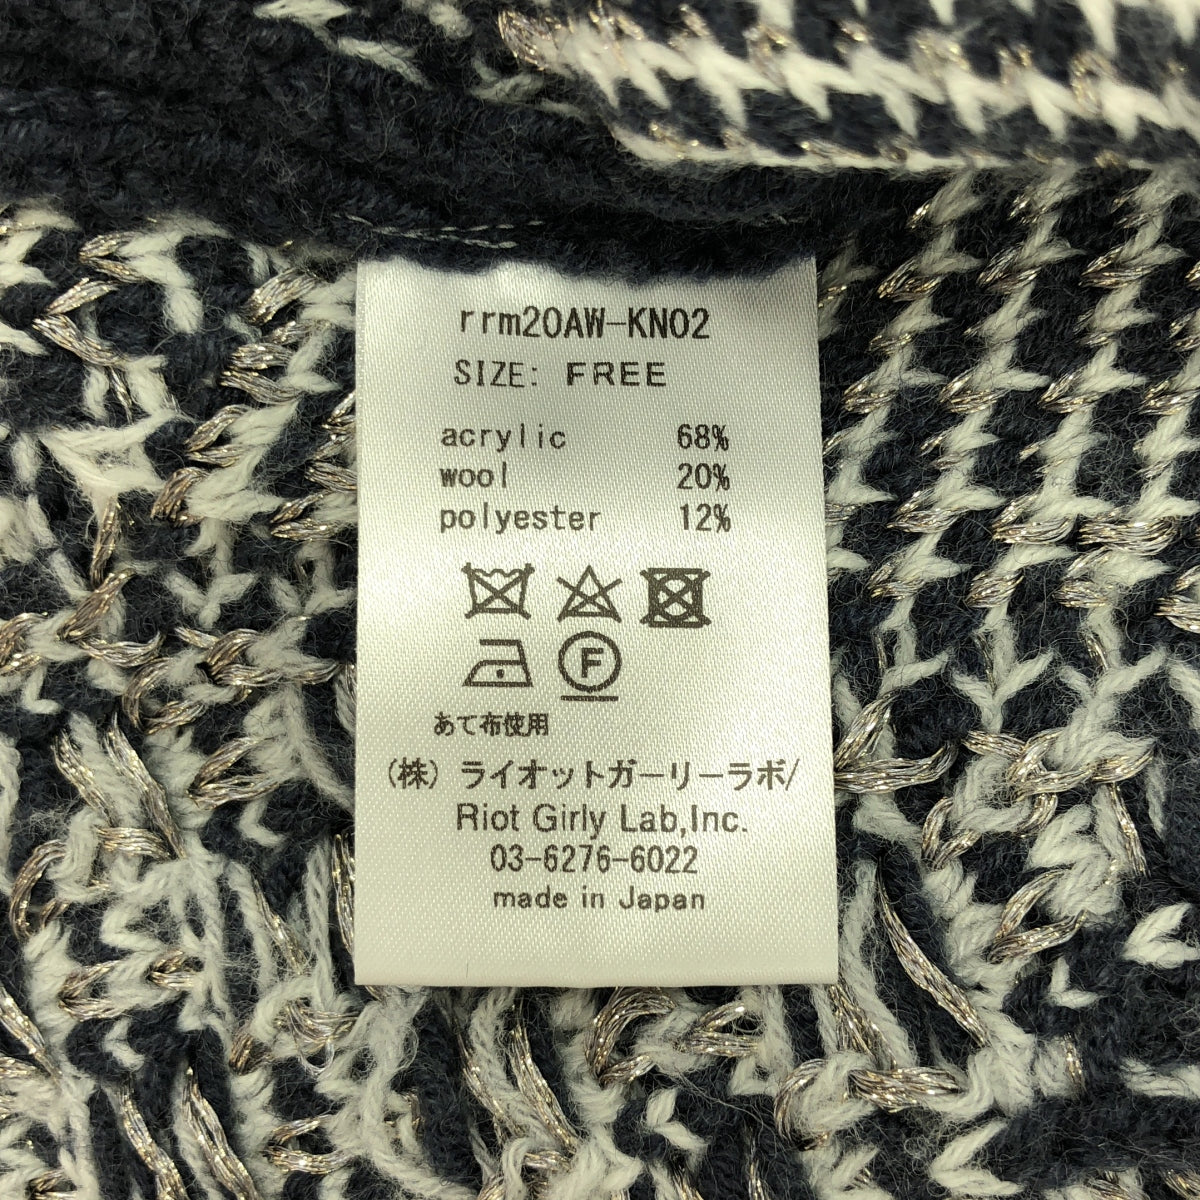 rrm20AW-KN02
SIZE: FREE
acrylic 68%
wool 20%
polyester 12%
F
あて布使用
(株) ライオットガーリーラボ/
Riot Girly Lab,Inc.
03-6276-6022
made in Japan